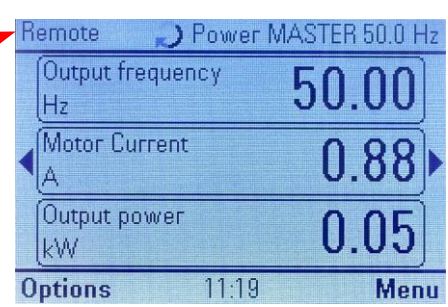 Remote Power MASTER 50.0 Hz
Output frequency
Hz
50.00
Motor Current
A
0.88
Output power
kW
0.05
Options 11:19 Menu